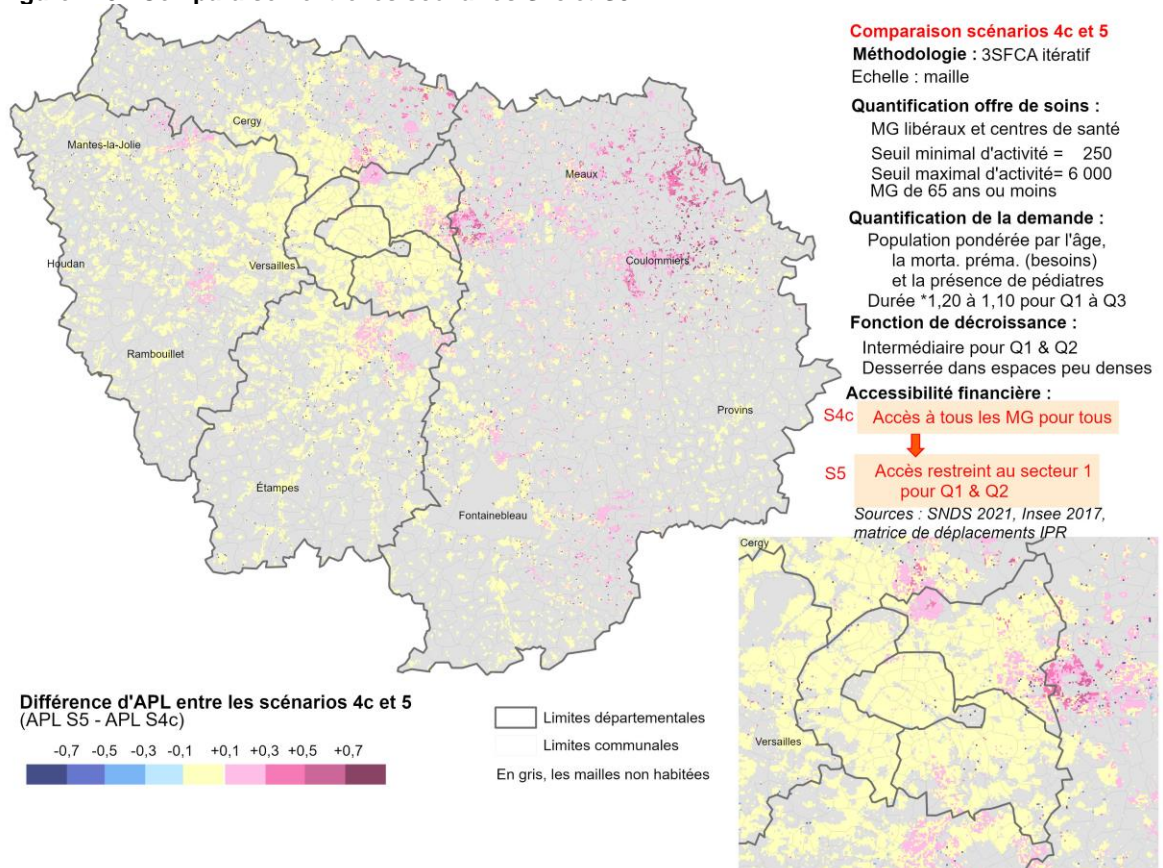 Comparaison scénarios 4c et 5
Méthodologie : 3SFCA itératif
Echelle : maille
Quantification offre de soins :
MG libéraux et centres de santé
Seuil minimal d'activité = 250
Seuil maximal d'activité= 6 000
MG de 65 ans ou moins
Quantification de la demande :
Population pondérée par l'âge,
la morta. préma. (besoins)
et la présence de pédiatres
Durée *1,20 à 1,10 pour Q1 à Q3
Fonction de décroissance :
Intermédiaire pour Q1 & Q2
Desserrée dans espaces peu denses
Accessibilité financière :
S4c Accès à tous les MG pour tous
S5 Accès restreint au secteur 1
pour Q1 & Q2
Sources : SNDS 2021, Insee 2017,
matrice de déplacements IPR
Cergy
Mantes-la-Jolie
Meaux
Houdan
Versailles
Coulommiers
Rambouillet
Provins
Étampes
Fontainebleau
Cergy
Versailles
Différence d'APL entre les scénarios 4c et 5
(APL S5 - APL S4c)
-0,7 -0,5 -0,3 -0,1 +0,1 +0,3 +0,5 +0,7
Limites départementales
Limites communales
En gris, les mailles non habitées